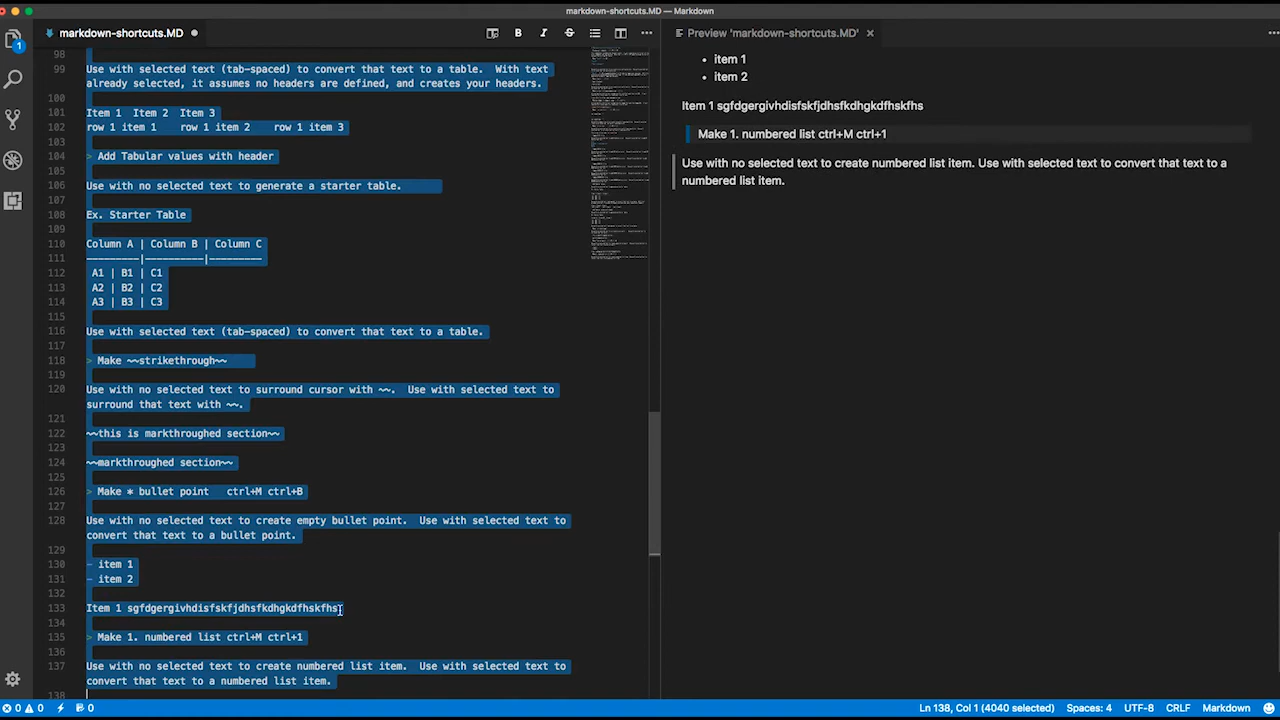 markdown-shortcuts.MD — Markdown
markdown-shortcuts.MD
Preview 'markdown-shortcuts.MD'
1
98
99 Use with selected text (tab-spaced) to convert that text to a table.  With text
already selected, assumes headers are defined, and creates your headers.
100
101 item 1 item 2 item 3
102 row 1 item 1   row 1 item 2   row 1 item 3
103
104 > Add Tabular values with header
105
106 Use with no selected text to generate a starter table.
107
108 Ex. Starter Table
109
110 Column A | Column B | Column C
111 ---------|----------|---------
112 A1 | B1 | C1
113 A2 | B2 | C2
114 A3 | B3 | C3
115
116 Use with selected text (tab-spaced) to convert that text to a table.
117
118 > Make ~~strikethrough~~
119
120 Use with no selected text to surround cursor with ~~.  Use with selected text to
surround that text with ~~.
121
122 ~~this is markthroughed section~~
123
124 ~~markthroughed section~~
125
126 > Make * bullet point   ctrl+M ctrl+B
127
128 Use with no selected text to create empty bullet point.  Use with selected text to
convert that text to a bullet point.
129
130 - item 1
131 - item 2
132
133 Item 1 sgfdgergivhdisfskfjdhsfkdhgkdfhskfhs
134
135 > Make 1. numbered list ctrl+M ctrl+1
136
137 Use with no selected text to create numbered list item.  Use with selected text to
convert that text to a numbered list item.
138
• item 1
• item 2
Item 1 sgfdgergivhdisfskfjdhsfkdhgkdfhskfhs
Make 1. numbered list ctrl+M ctrl+1
Use with no selected text to create numbered list item. Use with selected text to convert that text to a
numbered list item.
0 0 0 Ln 138, Col 1 (4040 selected) Spaces: 4 UTF-8 CRLF Markdown